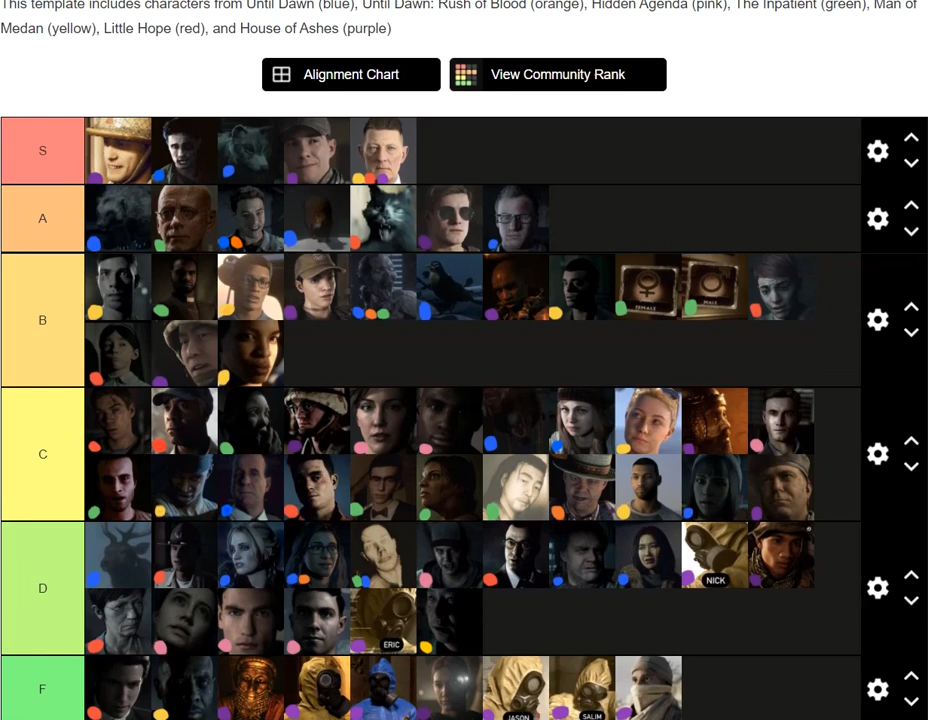 This template includes characters from Until Dawn (blue), Until Dawn: Rush of Blood (orange), Hidden Agenda (pink), The Inpatient (green), Man of
Medan (yellow), Little Hope (red), and House of Ashes (purple)
Alignment Chart
View Community Rank
S
A
B
FEMALE
MALE
C
D
NICK
ERIC
F
JASON
SALIM